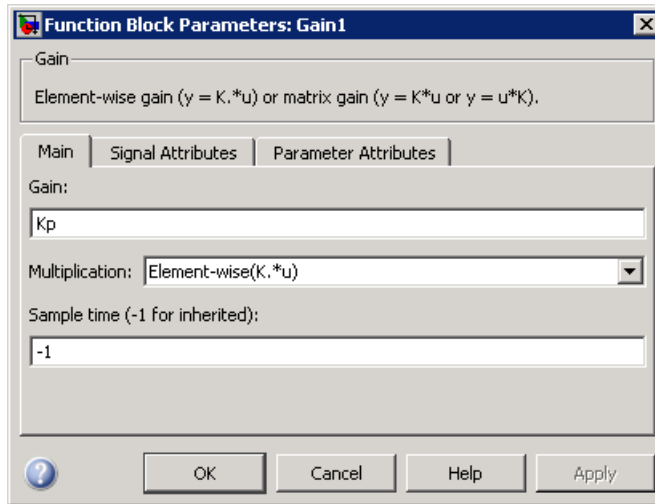 Function Block Parameters: Gain1
Gain
Element-wise gain (y = K.*u) or matrix gain (y = K*u or y = u*K).
Main Signal Attributes Parameter Attributes
Gain:
Kp
Multiplication: Element-wise(K.*u)
Sample time (-1 for inherited):
-1
OK Cancel Help Apply